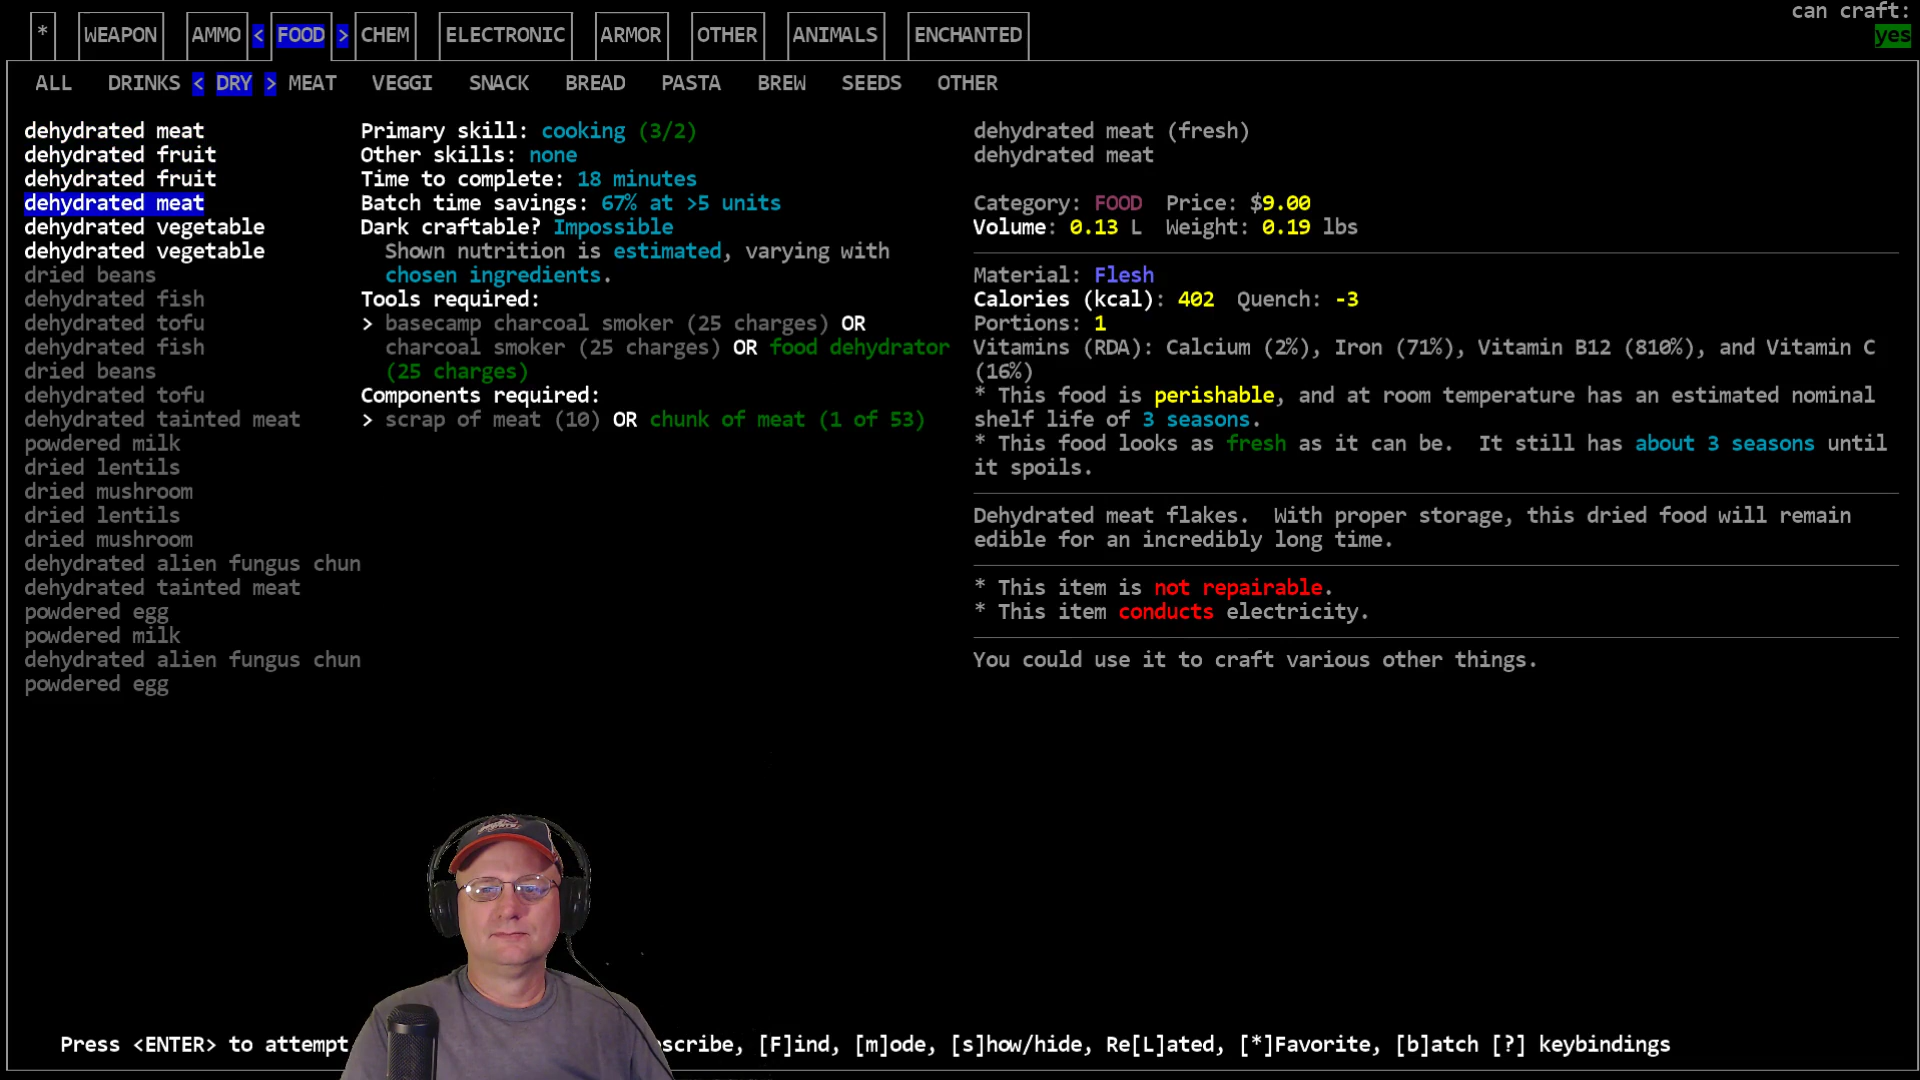 can craft:
* WEAPON AMMO < FOOD > CHEM ELECTRONIC ARMOR OTHER ANIMALS ENCHANTED yes
ALL DRINKS < DRY > MEAT VEGGI SNACK BREAD PASTA BREW SEEDS OTHER
dehydrated meat
dehydrated fruit
dehydrated fruit
dehydrated meat
dehydrated vegetable
dehydrated vegetable
dried beans
dehydrated fish
dehydrated tofu
dehydrated fish
dried beans
dehydrated tofu
dehydrated tainted meat
powdered milk
dried lentils
dried mushroom
dried lentils
dried mushroom
dehydrated alien fungus chun
dehydrated tainted meat
powdered egg
powdered milk
dehydrated alien fungus chun
powdered egg
Primary skill: cooking (3/2)
Other skills: none
Time to complete: 18 minutes
Batch time savings: 67% at >5 units
Dark craftable? Impossible
Shown nutrition is estimated, varying with
chosen ingredients.
Tools required:
> basecamp charcoal smoker (25 charges) OR
charcoal smoker (25 charges) OR food dehydrator
(25 charges)
Components required:
> scrap of meat (10) OR chunk of meat (1 of 53)
dehydrated meat (fresh)
dehydrated meat
Category: FOOD Price: $9.00
Volume: 0.13 L Weight: 0.19 lbs
Material: Flesh
Calories (kcal): 402 Quench: -3
Portions: 1
Vitamins (RDA): Calcium (2%), Iron (71%), Vitamin B12 (810%), and Vitamin C
(16%)
* This food is perishable, and at room temperature has an estimated nominal
shelf life of 3 seasons.
* This food looks as fresh as it can be. It still has about 3 seasons until
it spoils.
Dehydrated meat flakes. With proper storage, this dried food will remain
edible for an incredibly long time.
* This item is not repairable.
* This item conducts electricity.
You could use it to craft various other things.
Press <ENTER> to attempt scribe, [F]ind, [m]ode, [s]how/hide, Re[L]ated, [*]Favorite, [b]atch [?] keybindings